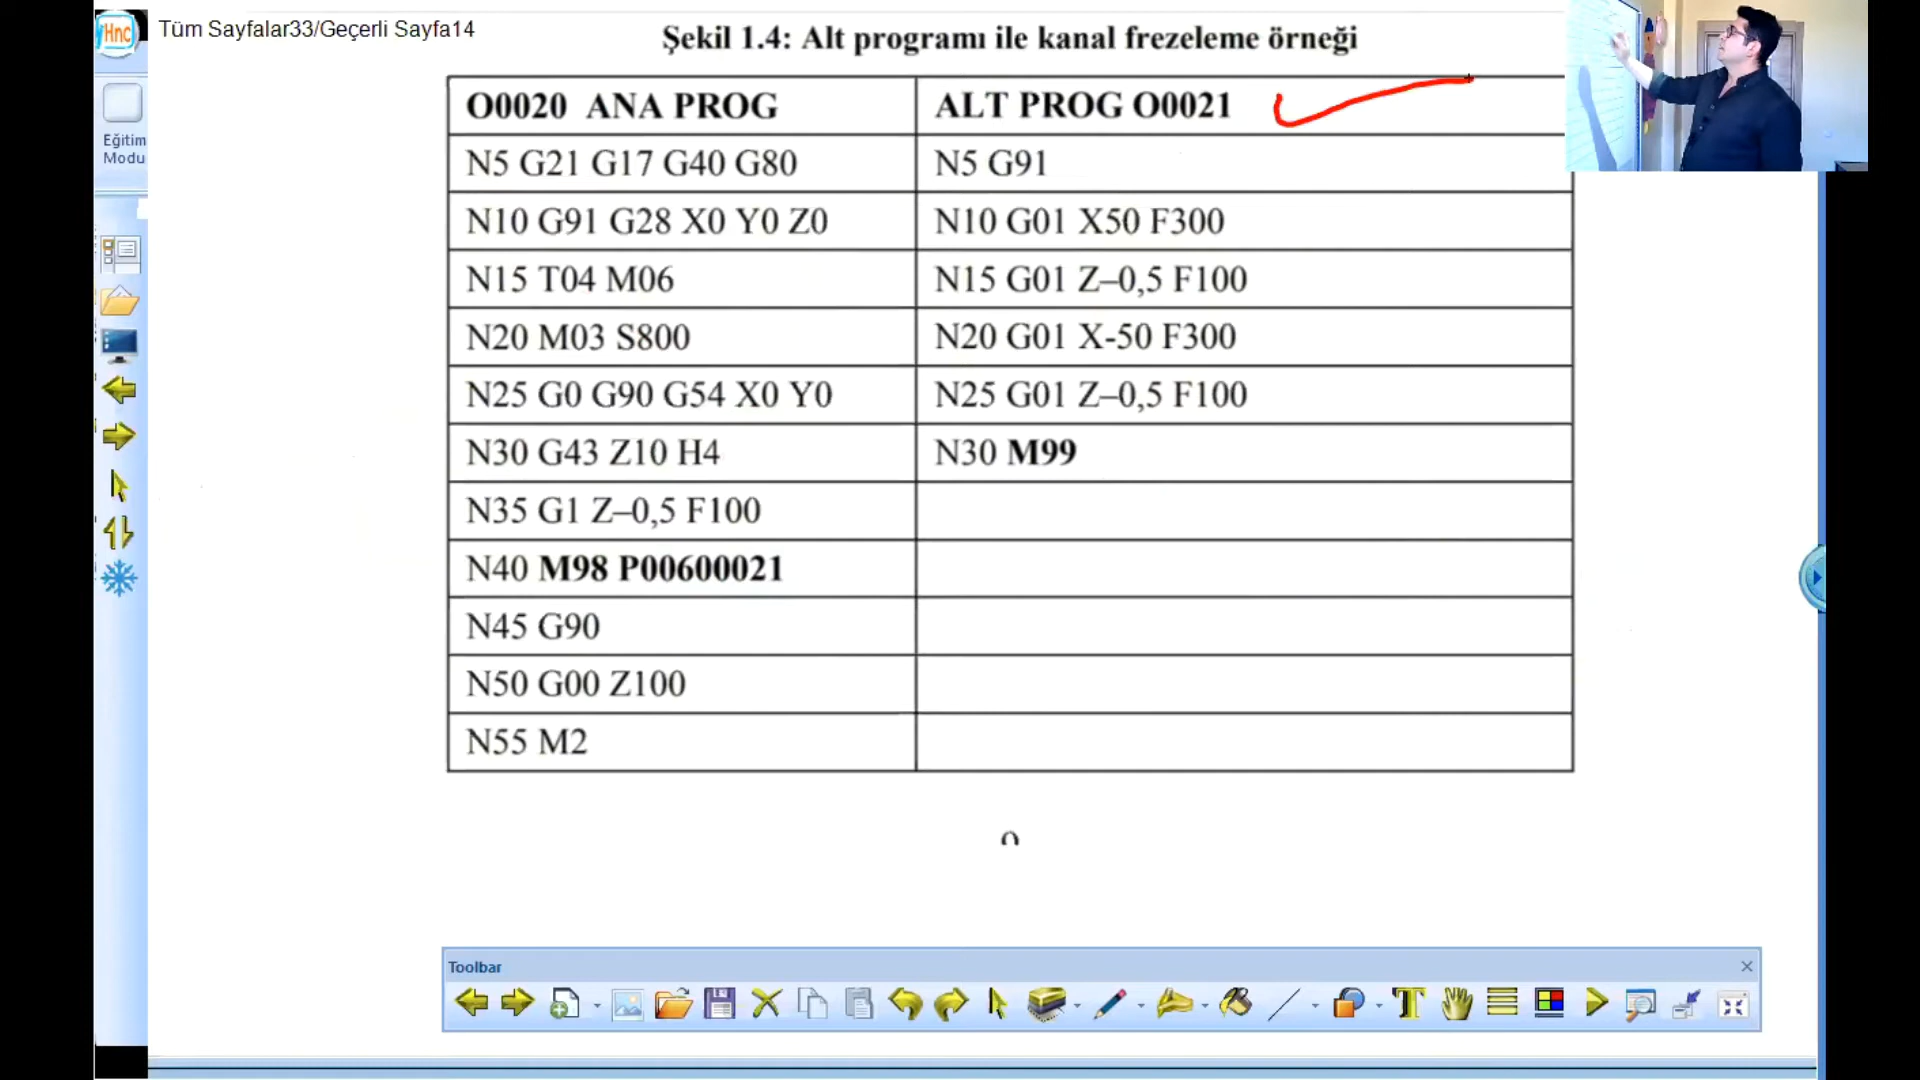 Hnc
Tüm Sayfalar33/Geçerli Sayfa14
Eğitim
Modu
Şekil 1.4: Alt programı ile kanal frezeleme örneği
O0020 ANA PROG
ALT PROG O0021
N5 G21 G17 G40 G80
N5 G91
N10 G91 G28 X0 Y0 Z0
N10 G01 X50 F300
N15 T04 M06
N15 G01 Z–0,5 F100
N20 M03 S800
N20 G01 X-50 F300
N25 G0 G90 G54 X0 Y0
N25 G01 Z–0,5 F100
N30 G43 Z10 H4
N30 M99
N35 G1 Z–0,5 F100
N40 M98 P00600021
N45 G90
N50 G00 Z100
N55 M2
Toolbar